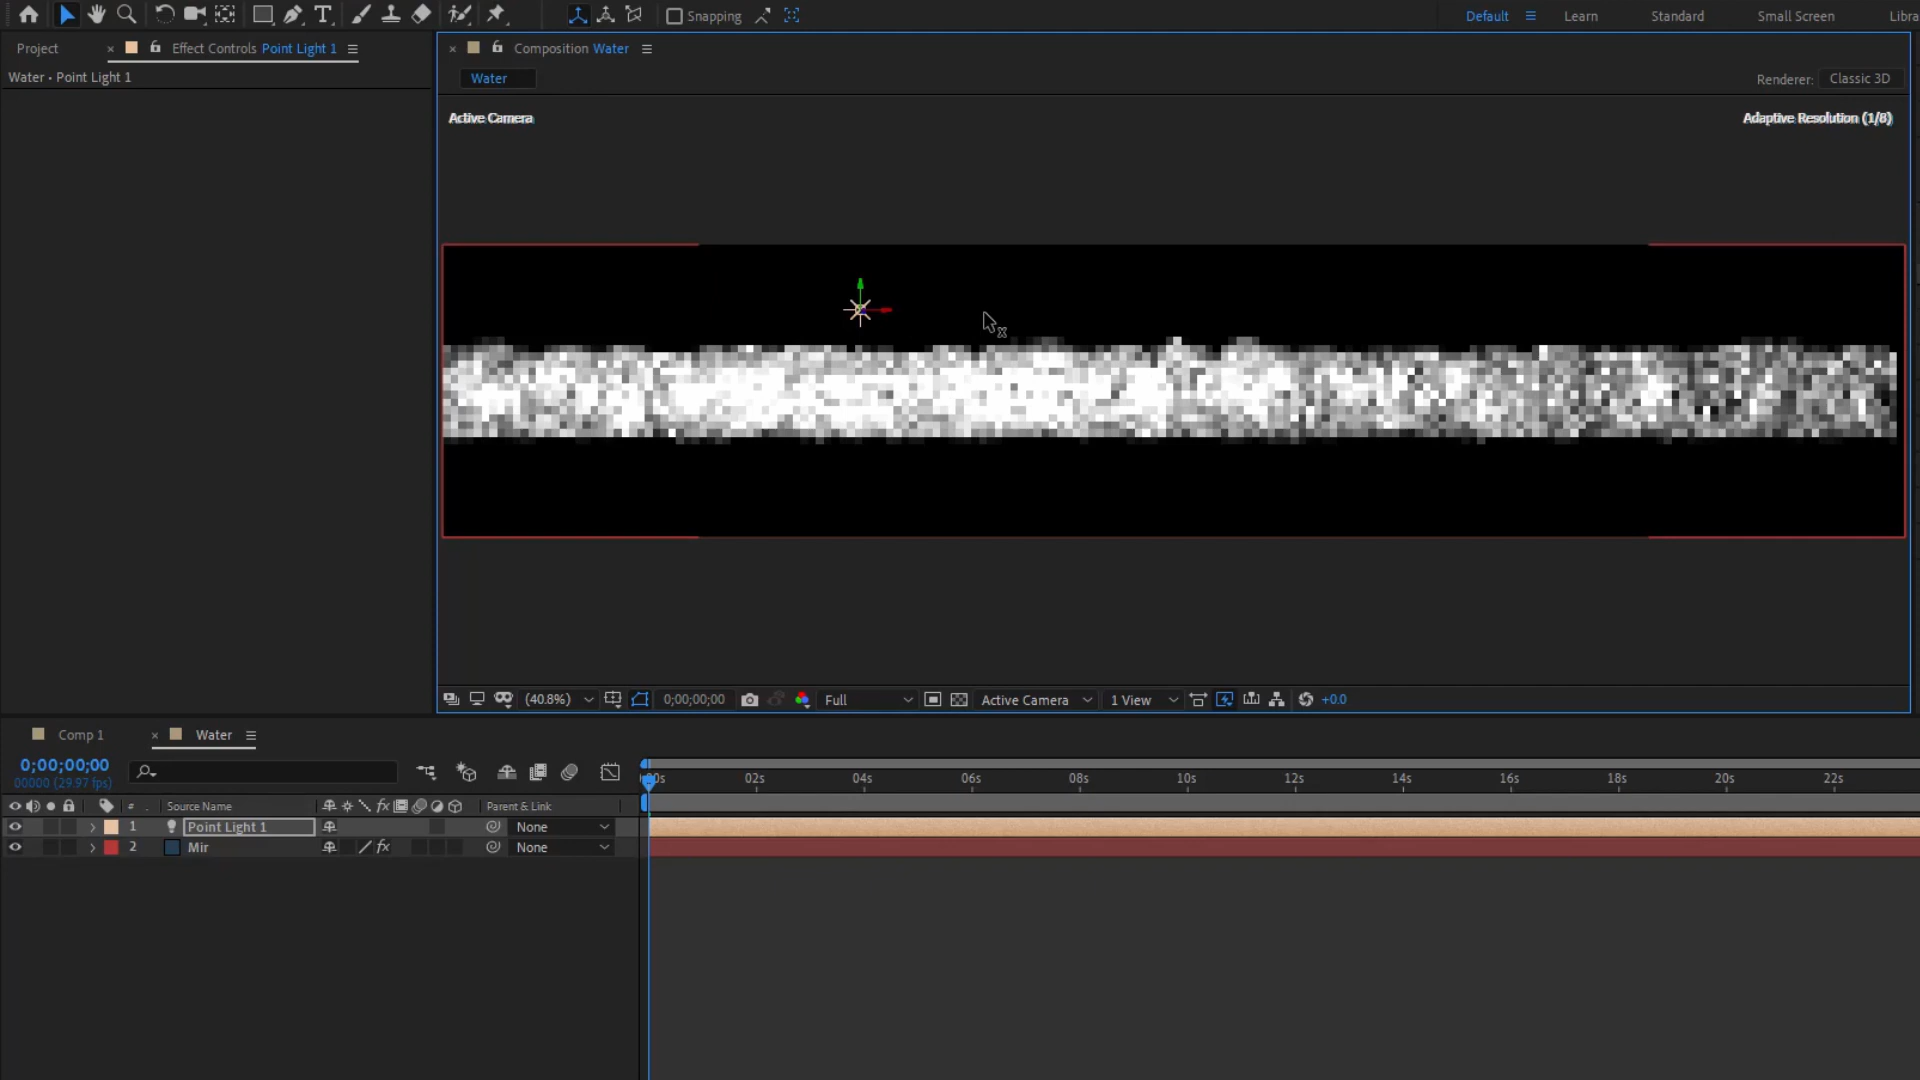 Snapping
Default
Learn
Standard
Small Screen
Libra
Project
Effect Controls Point Light 1
Water • Point Light 1
Composition Water
Water
Renderer:
Classic 3D
Active Camera
Adaptive Resolution (1/8)
(40.8%)
0;00;00;00
Full
Active Camera
1 View
+0.0
Comp 1
Water
0;00;00;00
00000 (29.97 fps)
00s
02s
04s
06s
08s
10s
12s
14s
16s
18s
20s
22s
#
Source Name
fx
Parent & Link
1
Point Light 1
None
2
Mir
fx
None